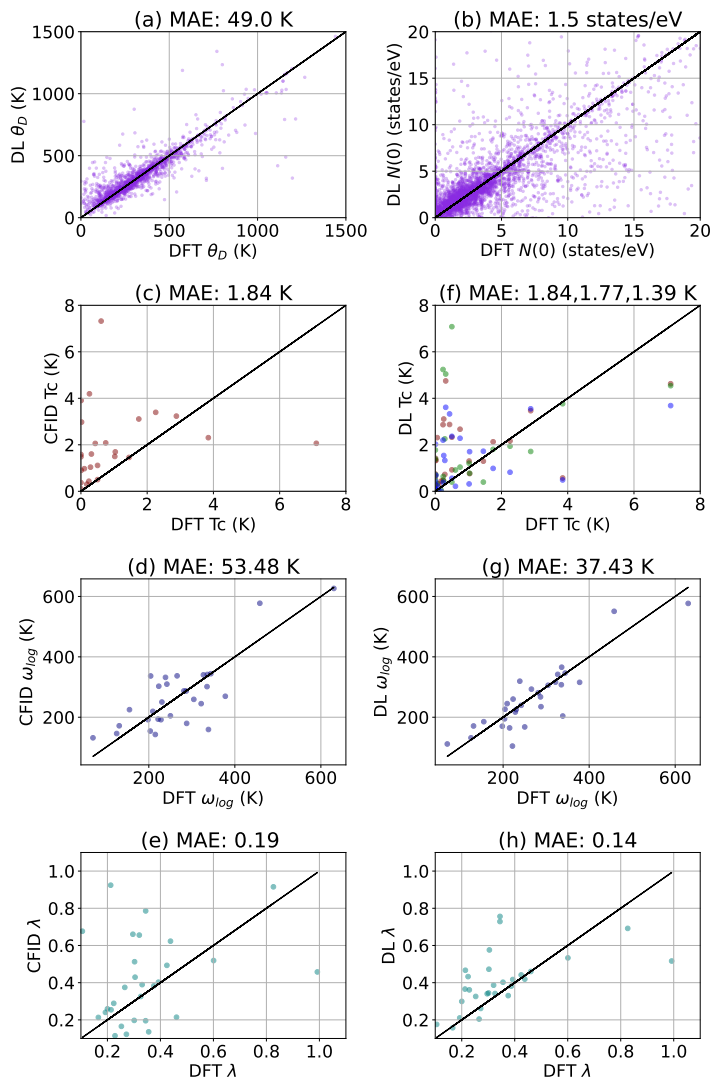 (a) MAE: 49.0 K
1500
1000
500
0
DL θ_D (K)
0 500 1000 1500
DFT θ_D (K)
(b) MAE: 1.5 states/eV
20
15
10
5
0
DL N(0) (states/eV)
0 5 10 15 20
DFT N(0) (states/eV)
(c) MAE: 1.84 K
8
6
4
2
0
CFID Tc (K)
0 2 4 6 8
DFT Tc (K)
(f) MAE: 1.84,1.77,1.39 K
8
6
4
2
0
DL Tc (K)
0 2 4 6 8
DFT Tc (K)
(d) MAE: 53.48 K
600
400
200
CFID ω_log (K)
200 400 600
DFT ω_log (K)
(g) MAE: 37.43 K
600
400
200
DL ω_log (K)
200 400 600
DFT ω_log (K)
(e) MAE: 0.19
1.0
0.8
0.6
0.4
0.2
CFID λ
0.2 0.4 0.6 0.8 1.0
DFT λ
(h) MAE: 0.14
1.0
0.8
0.6
0.4
0.2
DL λ
0.2 0.4 0.6 0.8 1.0
DFT λ